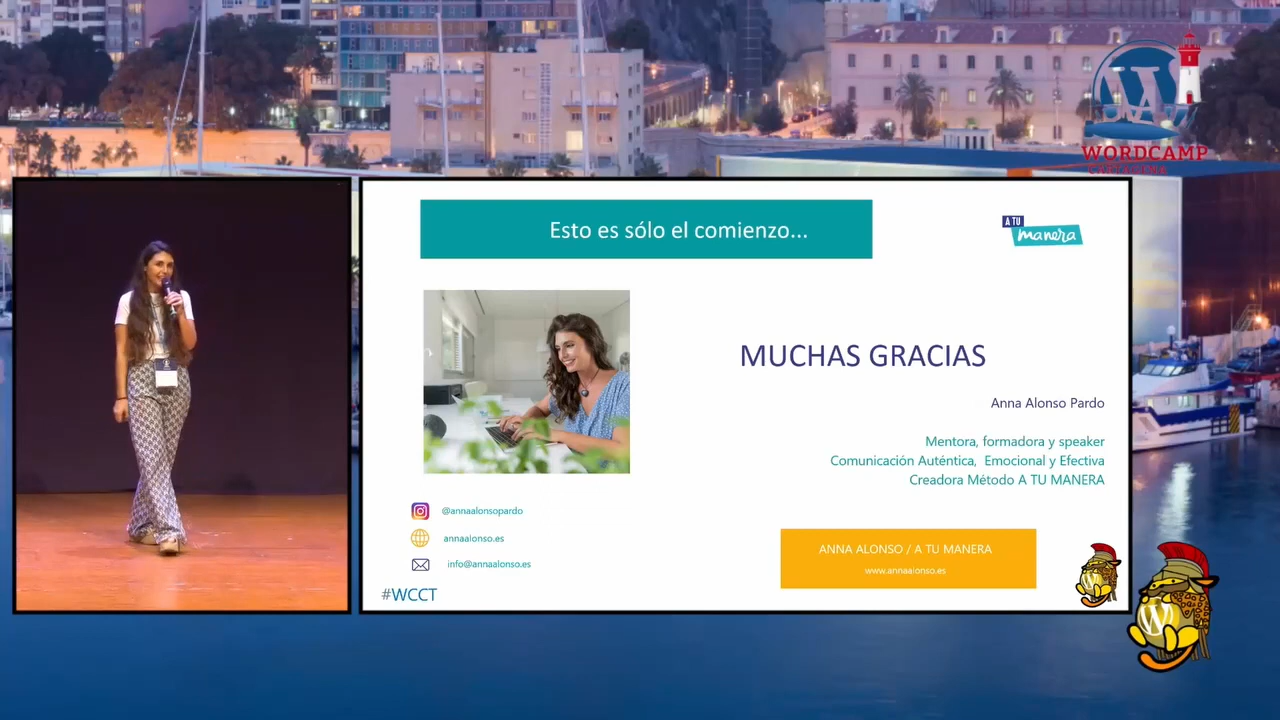 WORDCAMP
CARTAGENA
Esto es sólo el comienzo...
A TU
manera
MUCHAS GRACIAS
Anna Alonso Pardo
Mentora, formadora y speaker
Comunicación Auténtica, Emocional y Efectiva
Creadora Método A TU MANERA
@annaalonsopardo
annaalonso.es
info@annaalonso.es
ANNA ALONSO / A TU MANERA
www.annaalonso.es
#WCCT